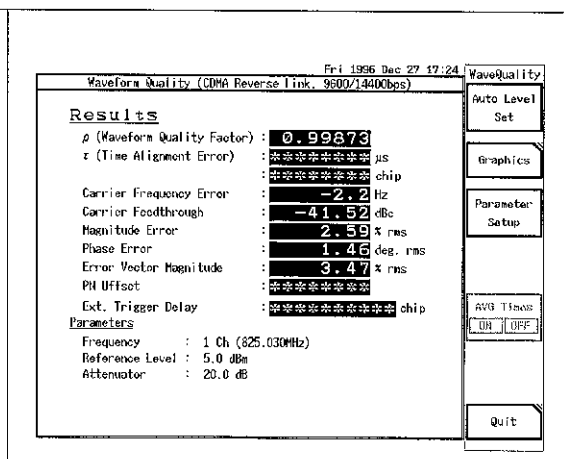 Fri 1996 Dec 27 17:24
WaveQuality
Waveform Quality (CDMA Reverse link, 9600/14400bps)
Auto Level
Set
Results
ρ (Waveform Quality Factor) : 0.99873
τ (Time Alignment Error) : ******** µs
: ******** chip
Graphics
Carrier Frequency Error : -2.2 Hz
Carrier Feedthrough : -41.52 dBc
Magnitude Error : 2.59 % rms
Phase Error : 1.46 deg. rms
Error Vector Magnitude : 3.47 % rms
PN Offset : ********
Ext. Trigger Delay : ********** chip
Parameter
Setup
Parameters
Frequency : 1 Ch (825.030MHz)
Reference Level : 5.0 dBm
Attenuator : 20.0 dB
AVG Times
ON OFF
Quit